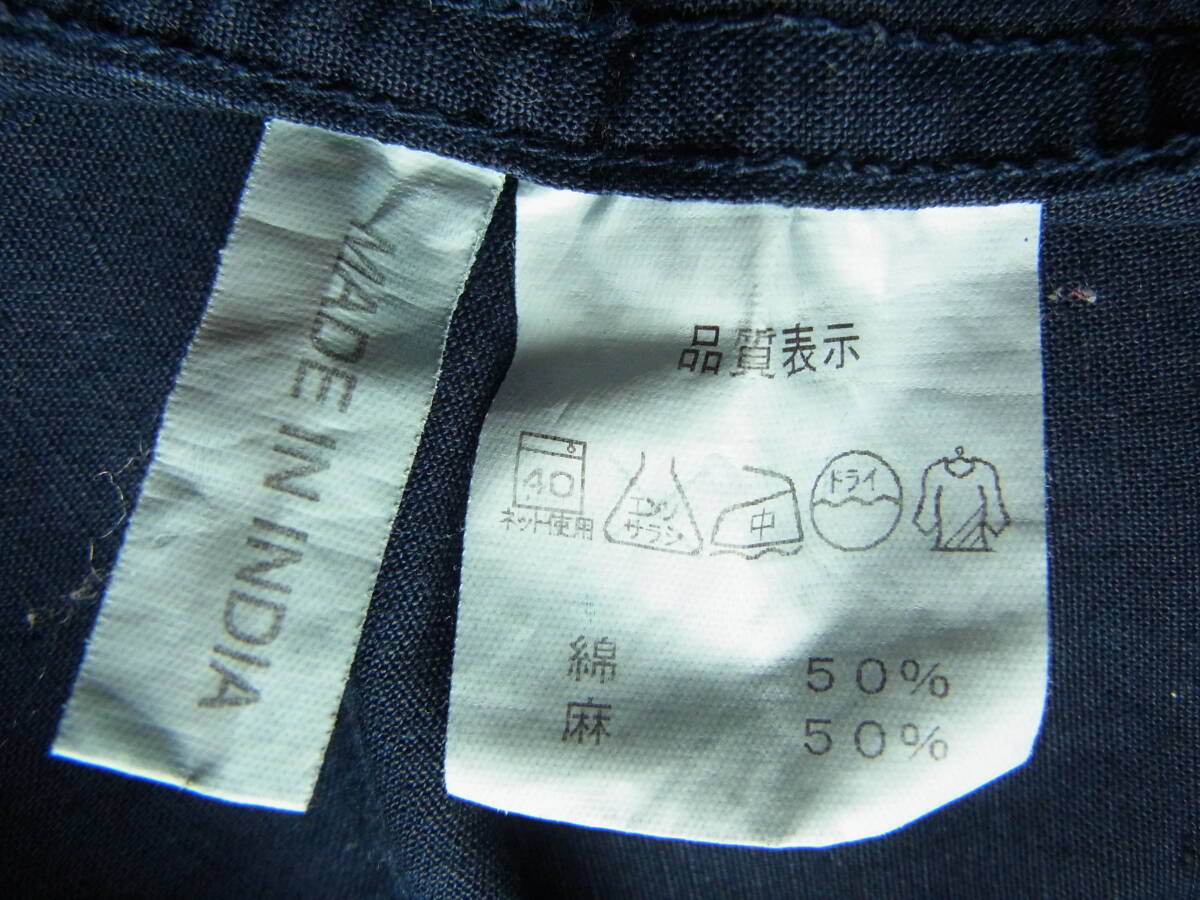 MADE IN INDIA
品質表示
40
ネット使用
エンソ
サラシ
中
ドライ
綿 50%
麻 50%